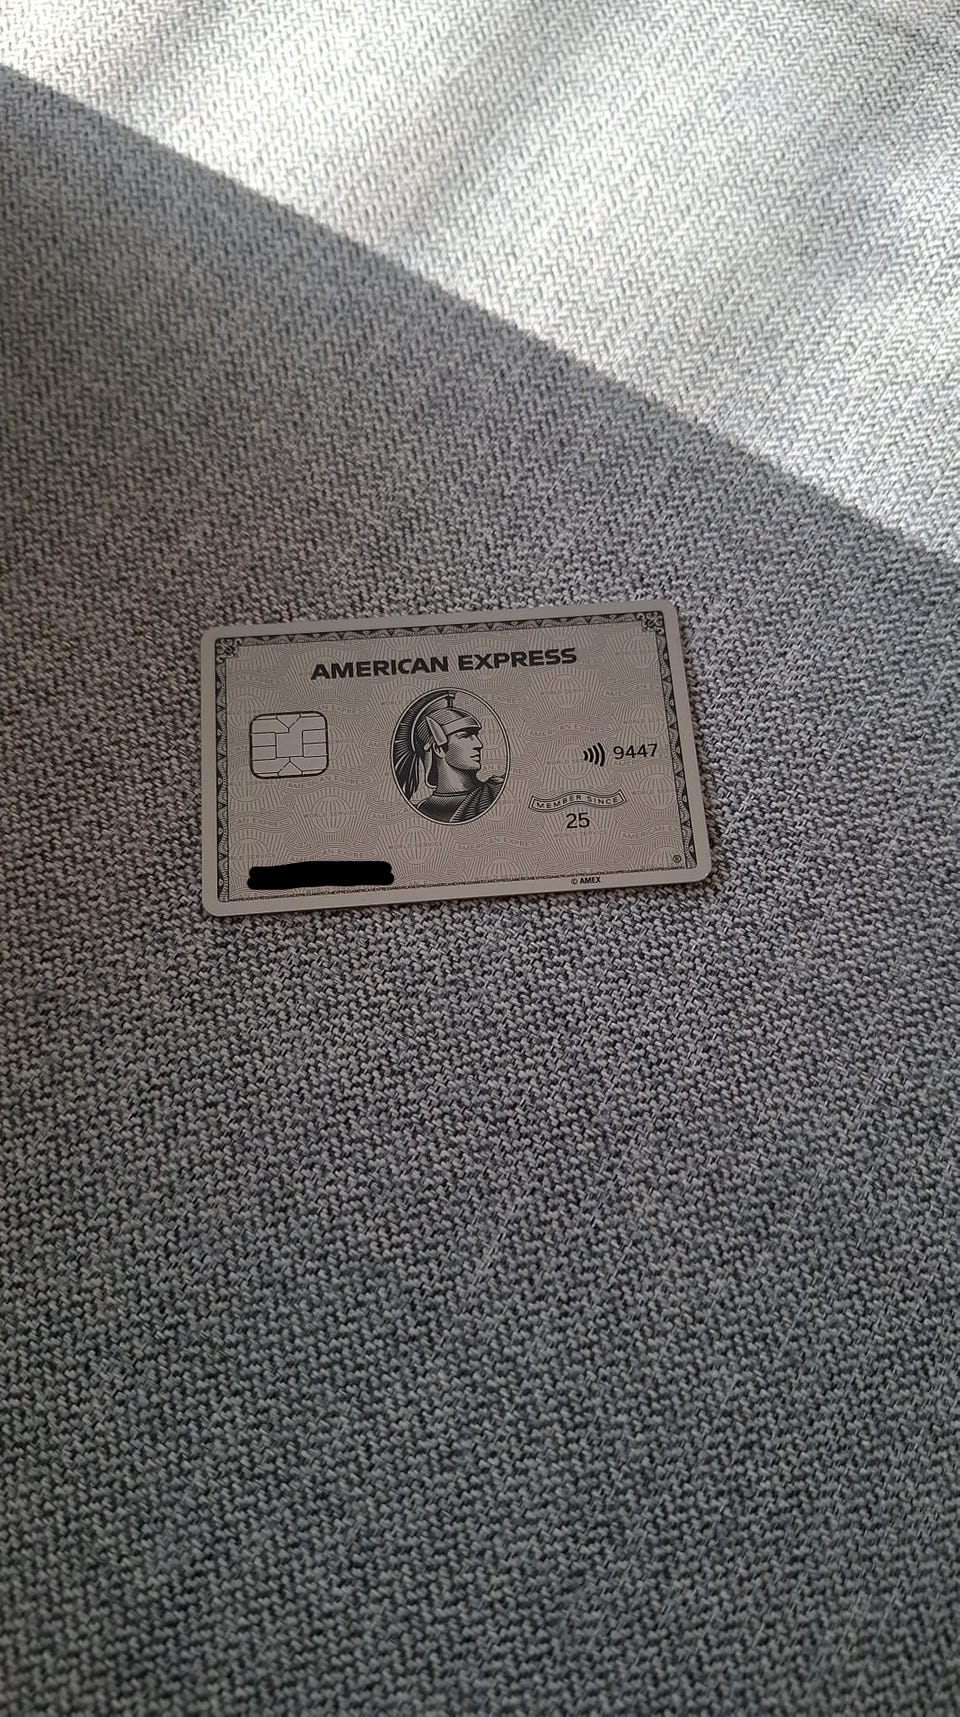 AMERICAN EXPRESS
9447
MEMBER SINCE
25
® 
© AMEX